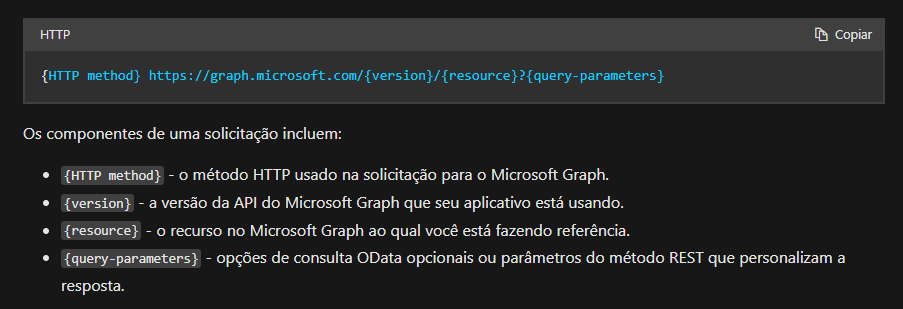 HTTP
Copiar
{HTTP method} https://graph.microsoft.com/{version}/{resource}?{query-parameters}
Os componentes de uma solicitação incluem:
{HTTP method} - o método HTTP usado na solicitação para o Microsoft Graph.
{version} - a versão da API do Microsoft Graph que seu aplicativo está usando.
{resource} - o recurso no Microsoft Graph ao qual você está fazendo referência.
{query-parameters} - opções de consulta OData opcionais ou parâmetros do método REST que personalizam a
resposta.